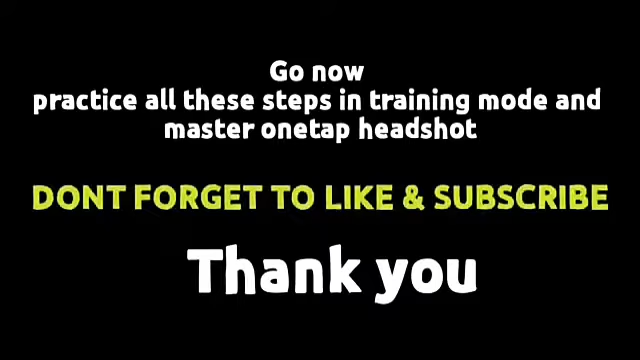 Go now
practice all these steps in training mode and
master onetap headshot
DONT FORGET TO LIKE & SUBSCRIBE
Thank you